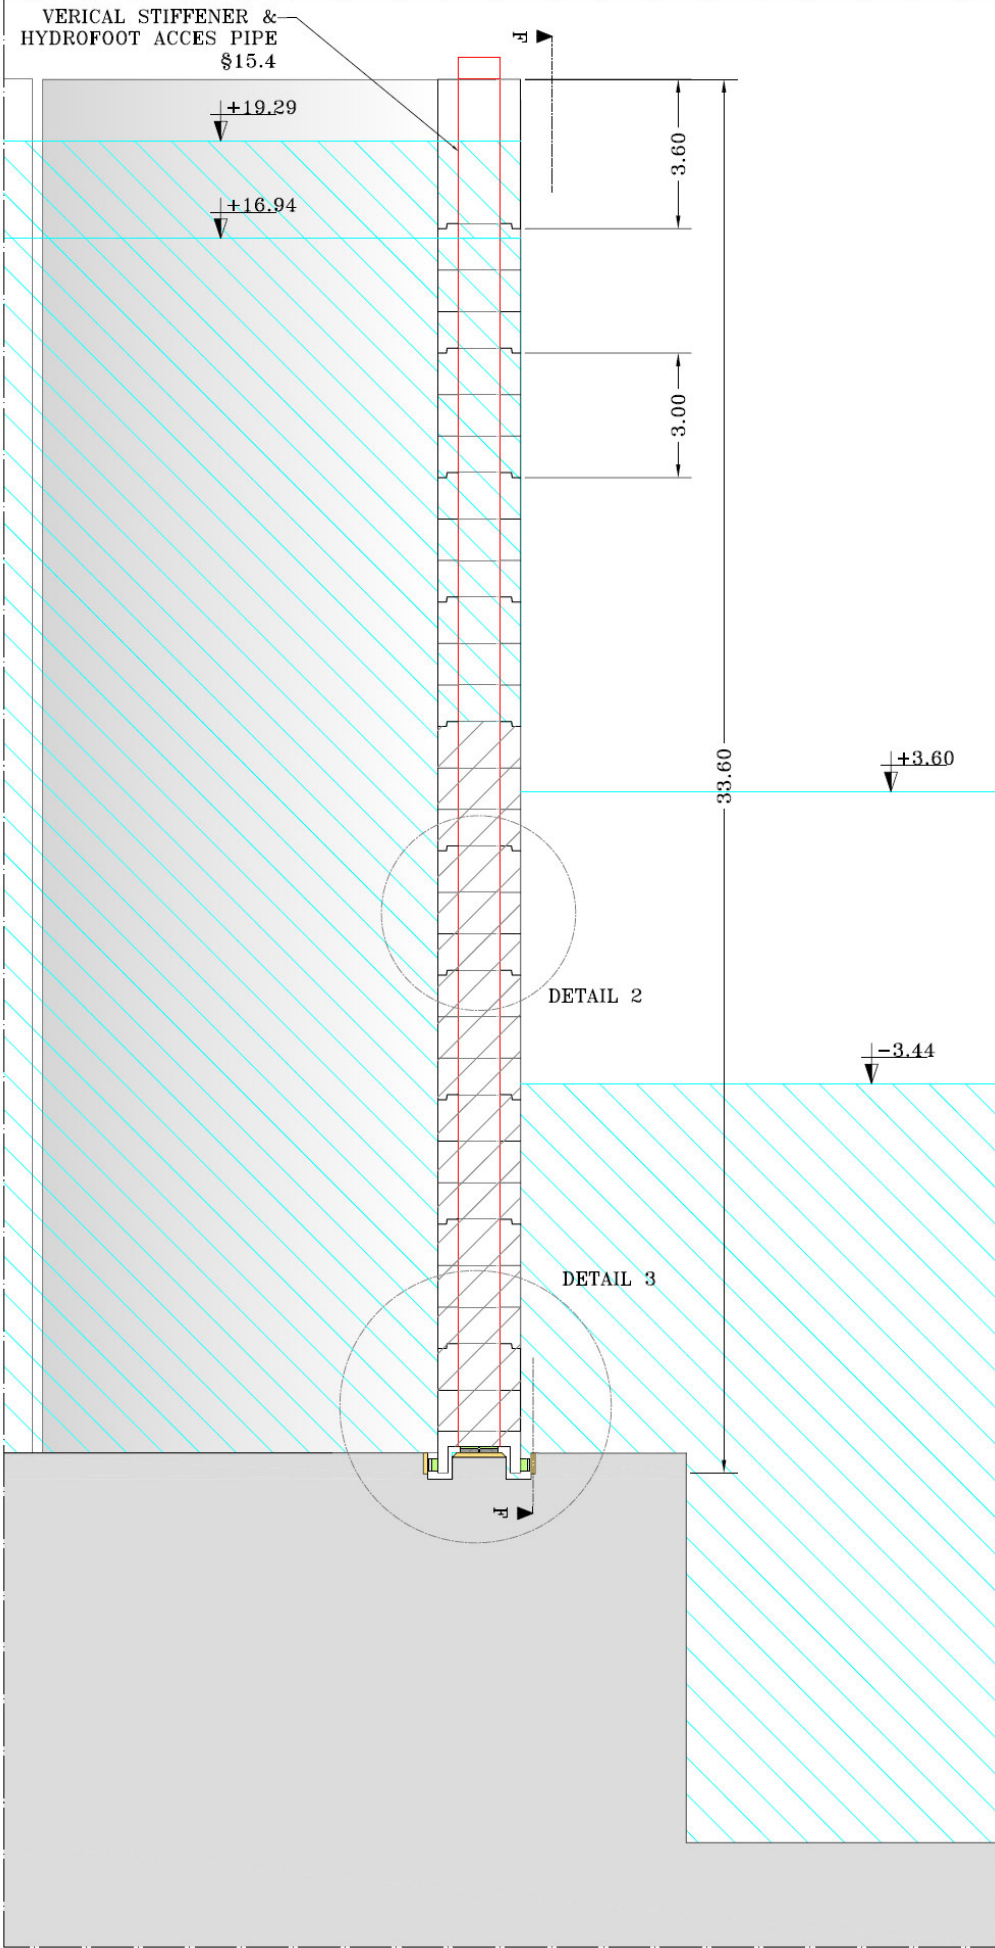 VERICAL STIFFENER &
HYDROFOOT ACCES PIPE
§15.4
F
+19.29
3.60
+16.94
3.00
+3.60
33.60
DETAIL 2
-3.44
DETAIL 3
F